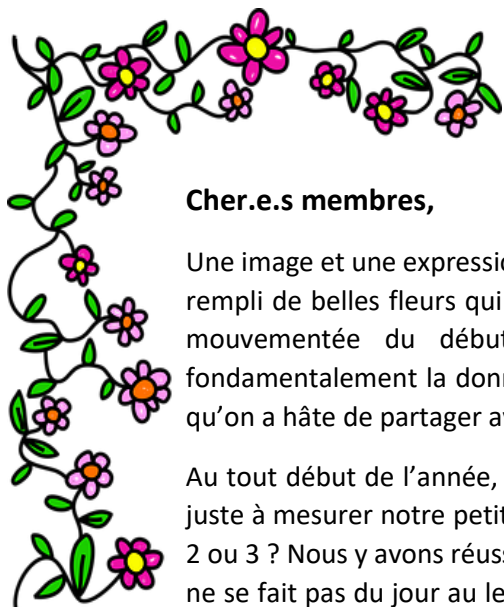 Cher.e.s membres,
Une image et une expression
rempli de belles fleurs qui
mouvementée du début
fondamentalement la donn
qu'on a hâte de partager av
Au tout début de l'année,
juste à mesurer notre petit
2 ou 3 ? Nous y avons réuss
ne se fait pas du jour au le